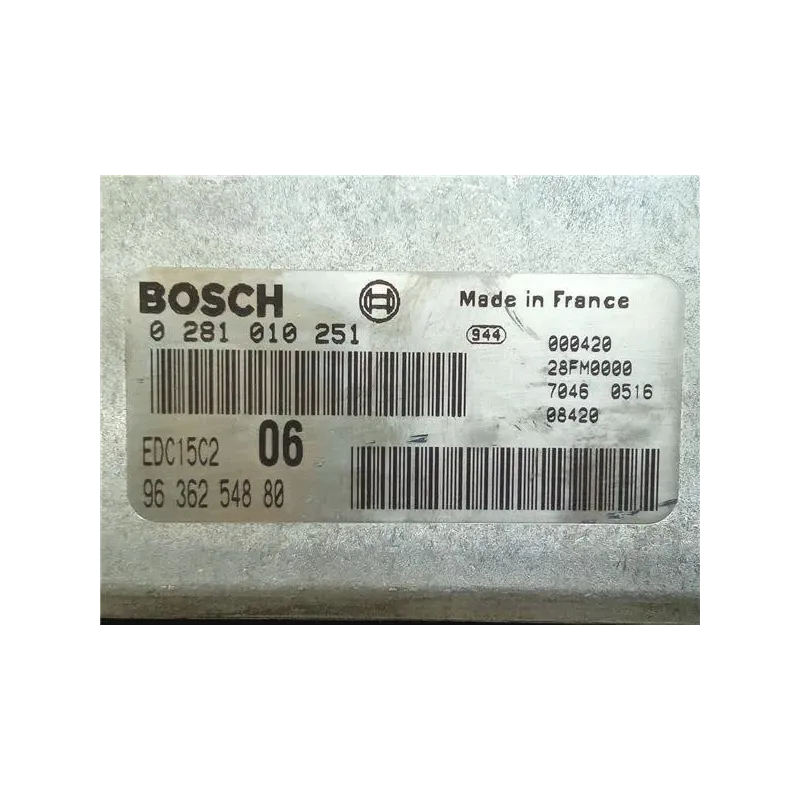 BOSCH
Made in France
0 281 010 251
944
000420
28FM0000
7046 0516
08420
EDC15C2 06
96 362 548 80